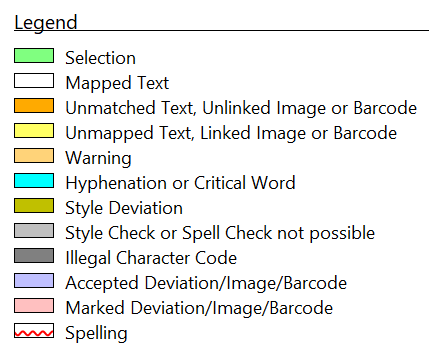 Legend
Selection
Mapped Text
Unmatched Text, Unlinked Image or Barcode
Unmapped Text, Linked Image or Barcode
Warning
Hyphenation or Critical Word
Style Deviation
Style Check or Spell Check not possible
Illegal Character Code
Accepted Deviation/Image/Barcode
Marked Deviation/Image/Barcode
Spelling